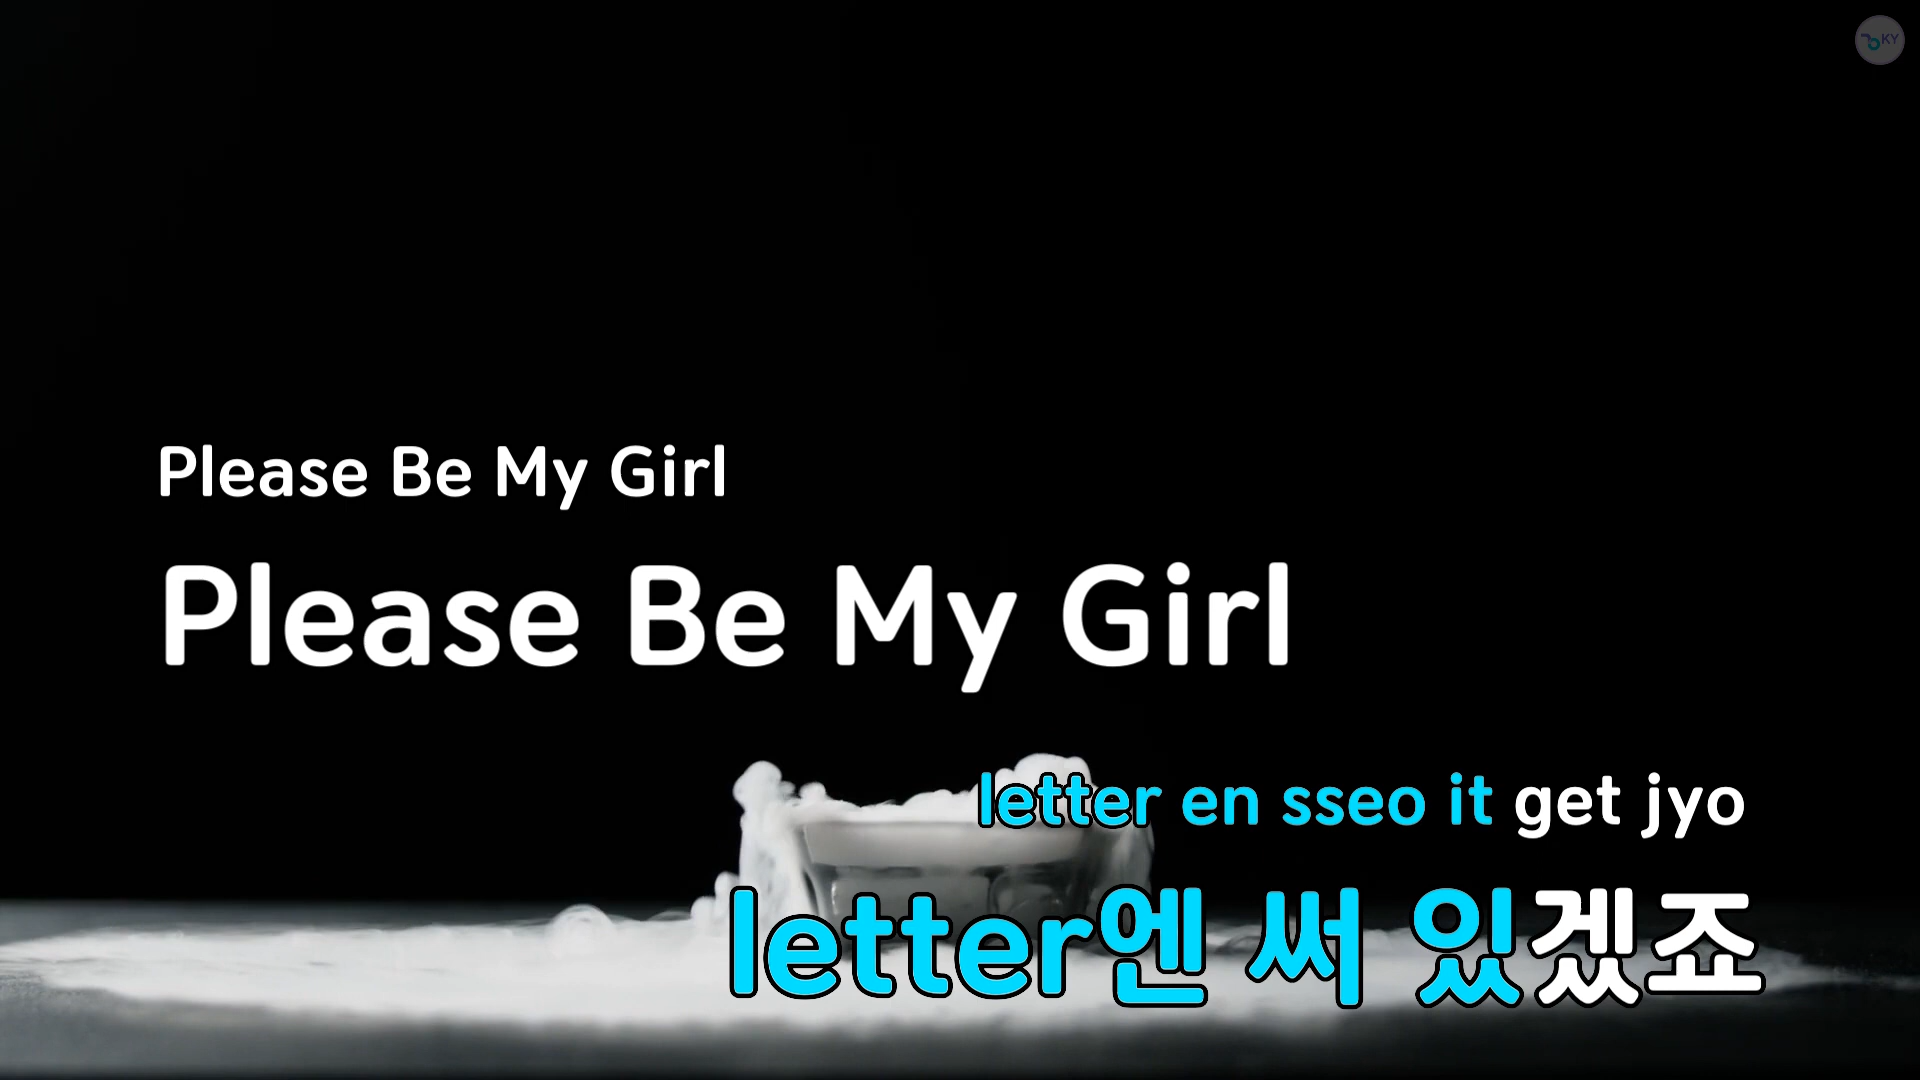 KY
Please Be My Girl
Please Be My Girl
letter en sseo it get jyo
letter엔 써 있겠죠